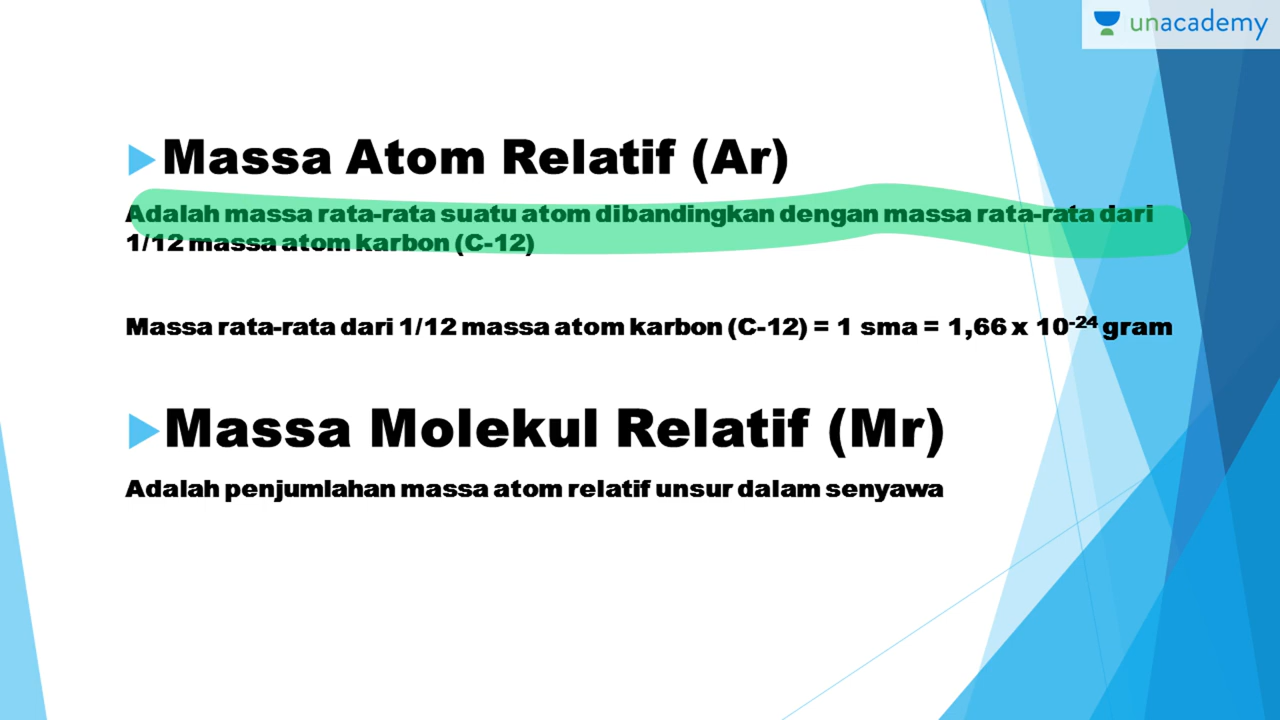 unacademy
Massa Atom Relatif (Ar)
Adalah massa rata-rata suatu atom dibandingkan dengan massa rata-rata dari
1/12 massa atom karbon (C-12)
Massa rata-rata dari 1/12 massa atom karbon (C-12) = 1 sma = 1,66 x 10⁻²⁴ gram
Massa Molekul Relatif (Mr)
Adalah penjumlahan massa atom relatif unsur dalam senyawa